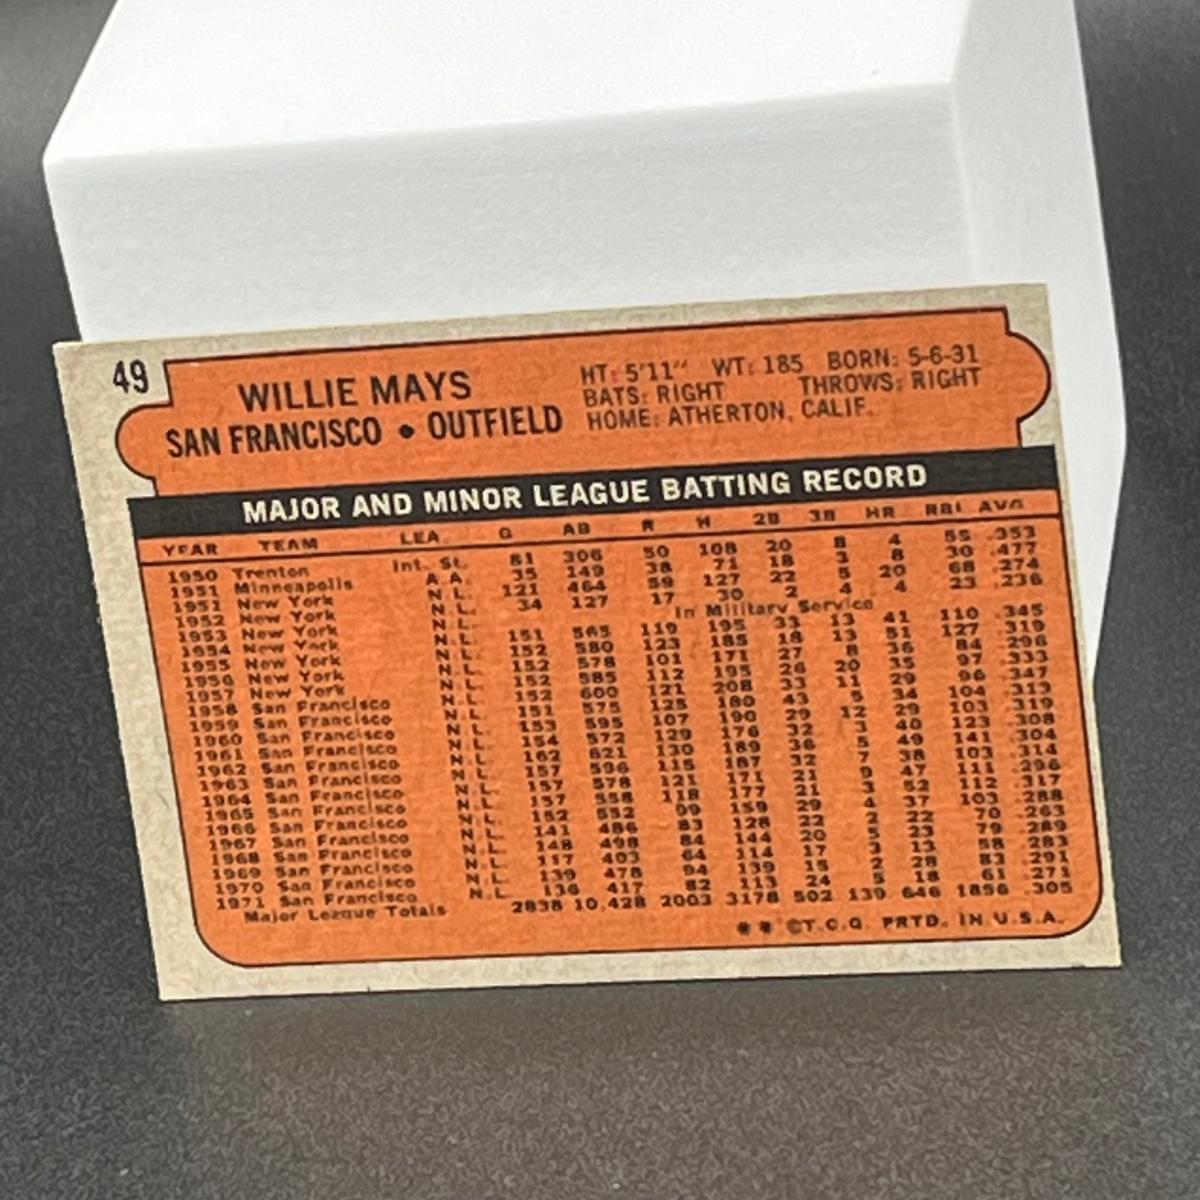 49
WILLIE MAYS
SAN FRANCISCO • OUTFIELD
HT: 5'11" WT: 185 BORN: 5-6-31
BATS: RIGHT THROWS: RIGHT
HOME: ATHERTON, CALIF.
MAJOR AND MINOR LEAGUE BATTING RECORD
YEAR TEAM LEA. G AB R H 2B 3B HR RBI AVG
1950 Trenton Int. St. 81 306 50 108 20 8 4 55 .353
1951 Minneapolis A.A. 35 149 38 71 18 3 8 30 .477
1951 New York N.L. 121 464 59 127 22 5 20 68 .274
1952 New York N.L. 34 127 17 30 2 4 4 23 .236
1953 New York N.L. In Military Service
1954 New York N.L. 151 565 119 195 33 13 41 110 .345
1955 New York N.L. 152 580 123 185 18 13 51 127 .319
1956 New York N.L. 152 578 101 171 27 8 36 84 .296
1957 New York N.L. 152 585 112 195 26 20 35 97 .333
1958 San Francisco N.L. 152 600 121 208 33 11 29 96 .347
1959 San Francisco N.L. 151 575 125 180 43 5 34 104 .313
1960 San Francisco N.L. 153 595 107 190 29 12 29 103 .319
1961 San Francisco N.L. 154 572 129 176 32 3 40 123 .308
1962 San Francisco N.L. 162 621 130 189 36 5 49 141 .304
1963 San Francisco N.L. 157 596 115 187 32 7 38 103 .314
1964 San Francisco N.L. 157 578 121 171 21 9 47 111 .296
1965 San Francisco N.L. 157 558 118 177 21 3 52 112 .317
1966 San Francisco N.L. 152 552 99 159 29 4 37 103 .288
1967 San Francisco N.L. 141 486 83 128 22 2 22 70 .263
1968 San Francisco N.L. 148 498 84 144 20 5 23 79 .289
1969 San Francisco N.L. 117 403 64 114 17 3 13 58 .283
1970 San Francisco N.L. 139 478 94 139 15 2 28 83 .291
1971 San Francisco N.L. 136 417 82 113 24 5 18 61 .271
Major League Totals 2838 10,428 2003 3178 502 139 646 1856 .305
** ©T.C.G. PRTD. IN U.S.A.